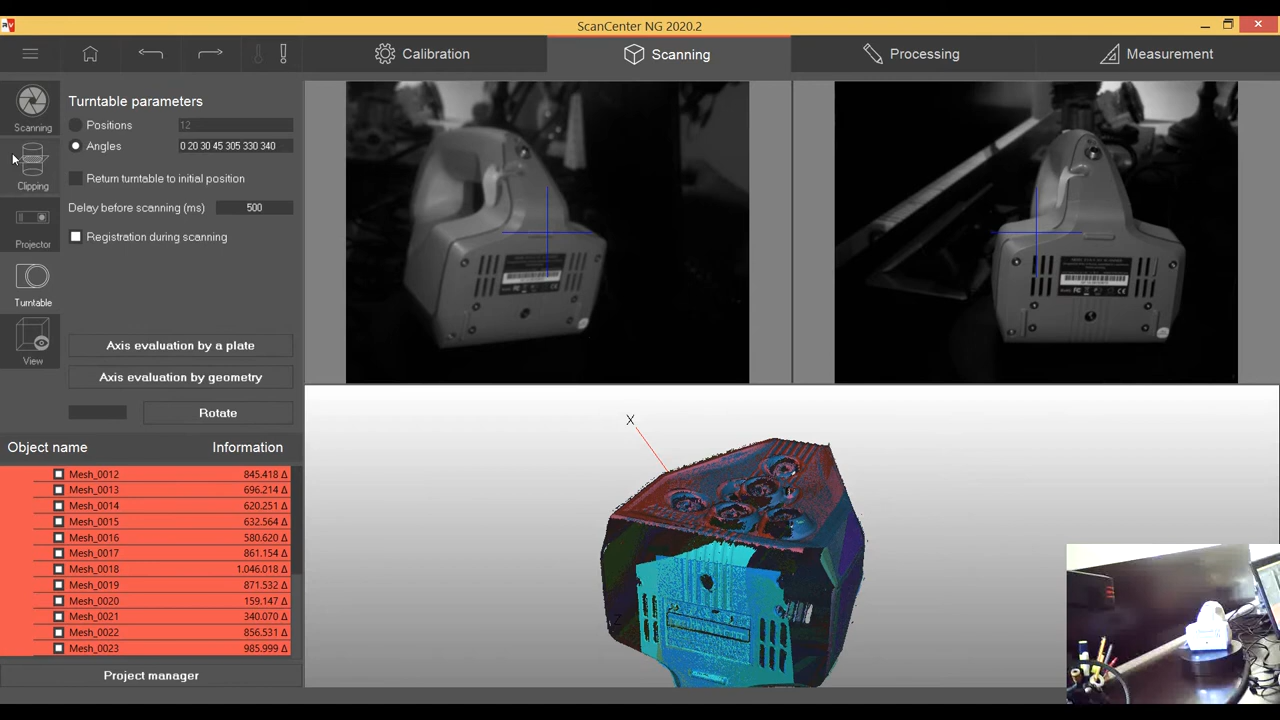 ScanCenter NG 2020.2
Calibration
Scanning
Processing
Measurement
Scanning
Clipping
Projector
Turntable
View
Turntable parameters
Positions 12
Angles 0 20 30 45 305 330 340
Return turntable to initial position
Delay before scanning (ms) 500
Registration during scanning
Axis evaluation by a plate
Axis evaluation by geometry
Rotate
Object name Information
Mesh_0012 845.418 Δ
Mesh_0013 696.214 Δ
Mesh_0014 620.251 Δ
Mesh_0015 632.564 Δ
Mesh_0016 580.620 Δ
Mesh_0017 861.154 Δ
Mesh_0018 1.046.018 Δ
Mesh_0019 871.532 Δ
Mesh_0020 159.147 Δ
Mesh_0021 340.070 Δ
Mesh_0022 856.531 Δ
Mesh_0023 985.999 Δ
Project manager
X
Z